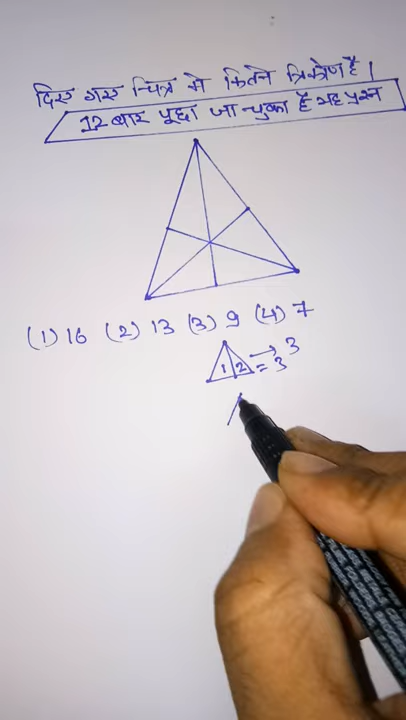 दिए गए चित्र मे कितने त्रिकोण है ।
12 बार पूछा जा चुका है यह प्रश्न
(1) 16 (2) 13 (3) 9 (4) 7
1 2 → 3
= 3